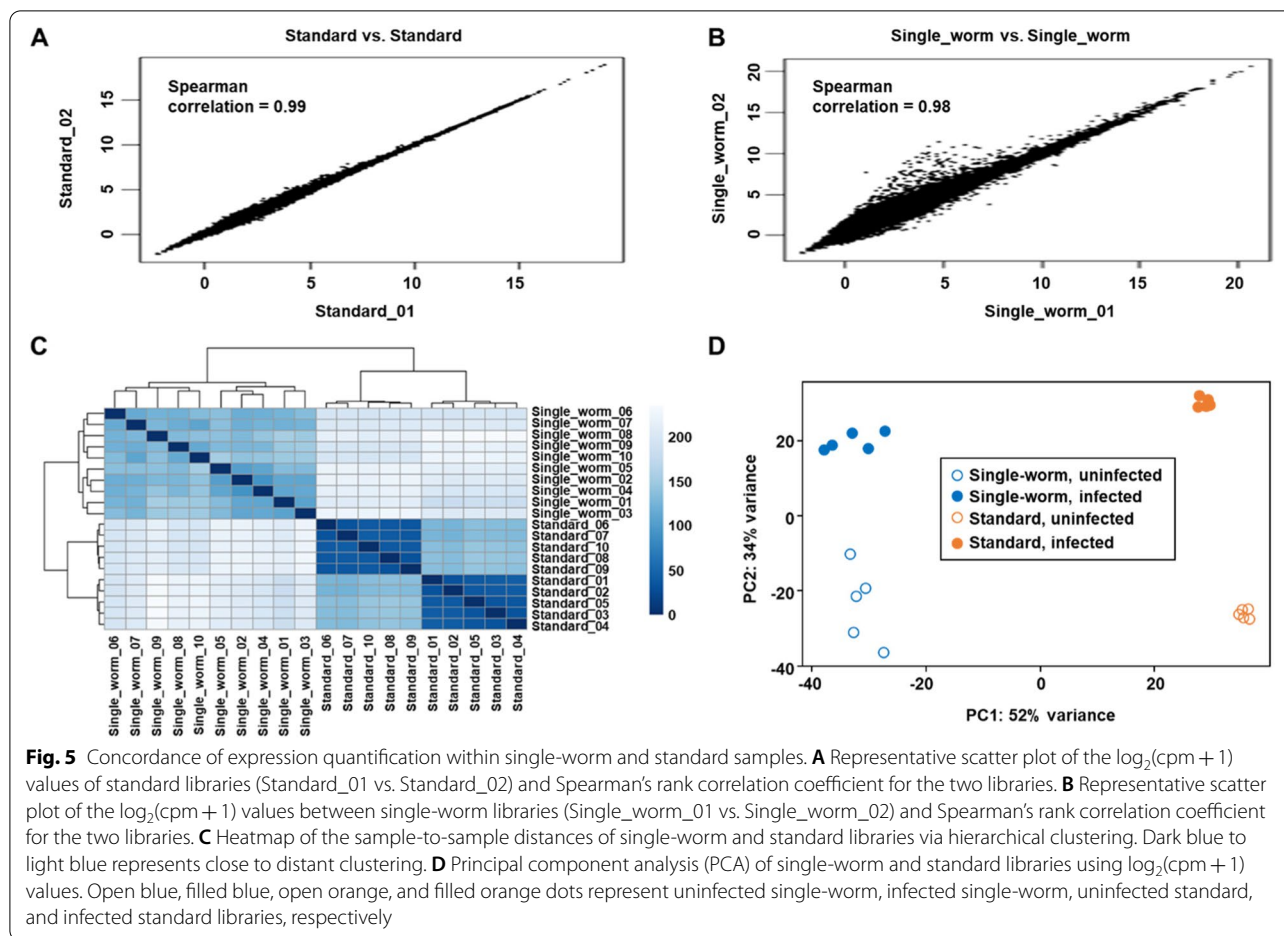 A
Standard vs. Standard
Spearman
correlation = 0.99
Standard_02
0
5
10
15
0
5
10
15
Standard_01
B
Single_worm vs. Single_worm
Spearman
correlation = 0.98
Single_worm_02
0
5
10
15
20
0
5
10
15
20
Single_worm_01
C
Single_worm_06
Single_worm_07
Single_worm_08
Single_worm_09
Single_worm_10
Single_worm_05
Single_worm_02
Single_worm_04
Single_worm_01
Single_worm_03
Standard_06
Standard_07
Standard_10
Standard_08
Standard_09
Standard_01
Standard_02
Standard_05
Standard_03
Standard_04
200
150
100
50
0
Single_worm_06
Single_worm_07
Single_worm_09
Single_worm_08
Single_worm_10
Single_worm_05
Single_worm_02
Single_worm_04
Single_worm_01
Single_worm_03
Standard_06
Standard_07
Standard_10
Standard_08
Standard_09
Standard_01
Standard_02
Standard_05
Standard_03
Standard_04
D
PC2: 34% variance
20
0
-20
-40
Single-worm, uninfected
Single-worm, infected
Standard, uninfected
Standard, infected
-40
-20
0
20
PC1: 52% variance
Fig. 5 Concordance of expression quantification within single-worm and standard samples. A Representative scatter plot of the log₂(cpm + 1)
values of standard libraries (Standard_01 vs. Standard_02) and Spearman's rank correlation coefficient for the two libraries. B Representative scatter
plot of the log₂(cpm + 1) values between single-worm libraries (Single_worm_01 vs. Single_worm_02) and Spearman's rank correlation coefficient
for the two libraries. C Heatmap of the sample-to-sample distances of single-worm and standard libraries via hierarchical clustering. Dark blue to
light blue represents close to distant clustering. D Principal component analysis (PCA) of single-worm and standard libraries using log₂(cpm + 1)
values. Open blue, filled blue, open orange, and filled orange dots represent uninfected single-worm, infected single-worm, uninfected standard,
and infected standard libraries, respectively